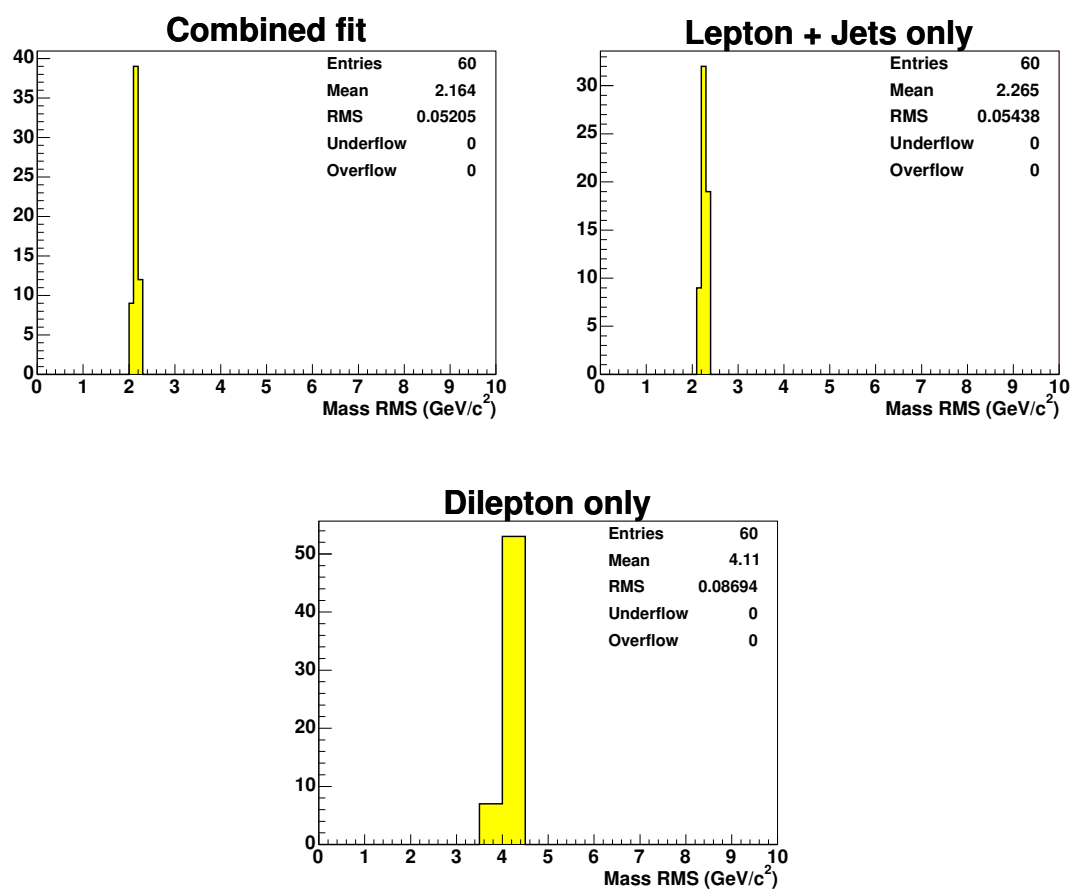 Combined fit
Entries 60
Mean 2.164
RMS 0.05205
Underflow 0
Overflow 0
40
35
30
25
20
15
10
5
0
0 1 2 3 4 5 6 7 8 9 10
Mass RMS (GeV/c²)
Lepton + Jets only
Entries 60
Mean 2.265
RMS 0.05438
Underflow 0
Overflow 0
30
25
20
15
10
5
0
0 1 2 3 4 5 6 7 8 9 10
Mass RMS (GeV/c²)
Dilepton only
Entries 60
Mean 4.11
RMS 0.08694
Underflow 0
Overflow 0
50
40
30
20
10
0
0 1 2 3 4 5 6 7 8 9 10
Mass RMS (GeV/c²)